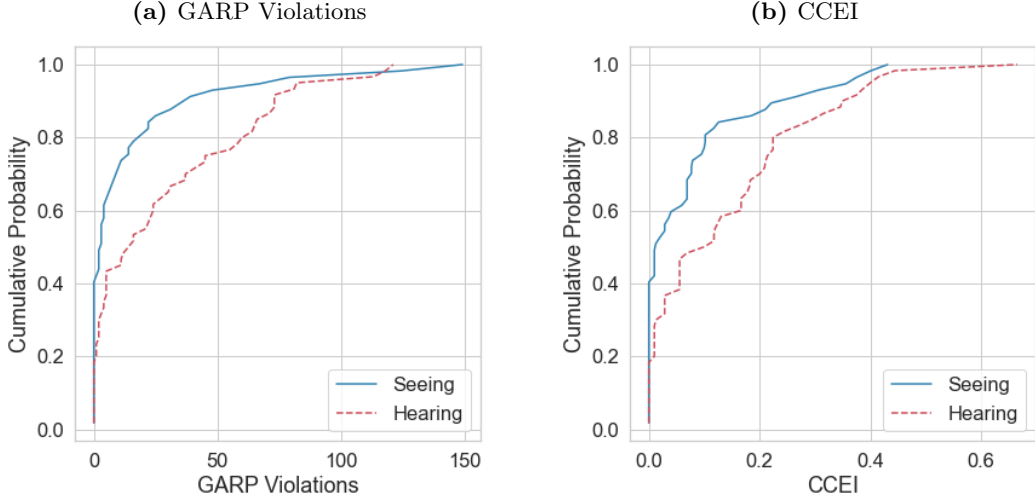 (a) GARP Violations
1.0
0.8
0.6
0.4
0.2
0.0
Cumulative Probability
0
50
100
150
GARP Violations
Seeing
Hearing
(b) CCEI
1.0
0.8
0.6
0.4
0.2
0.0
Cumulative Probability
0.0
0.2
0.4
0.6
CCEI
Seeing
Hearing